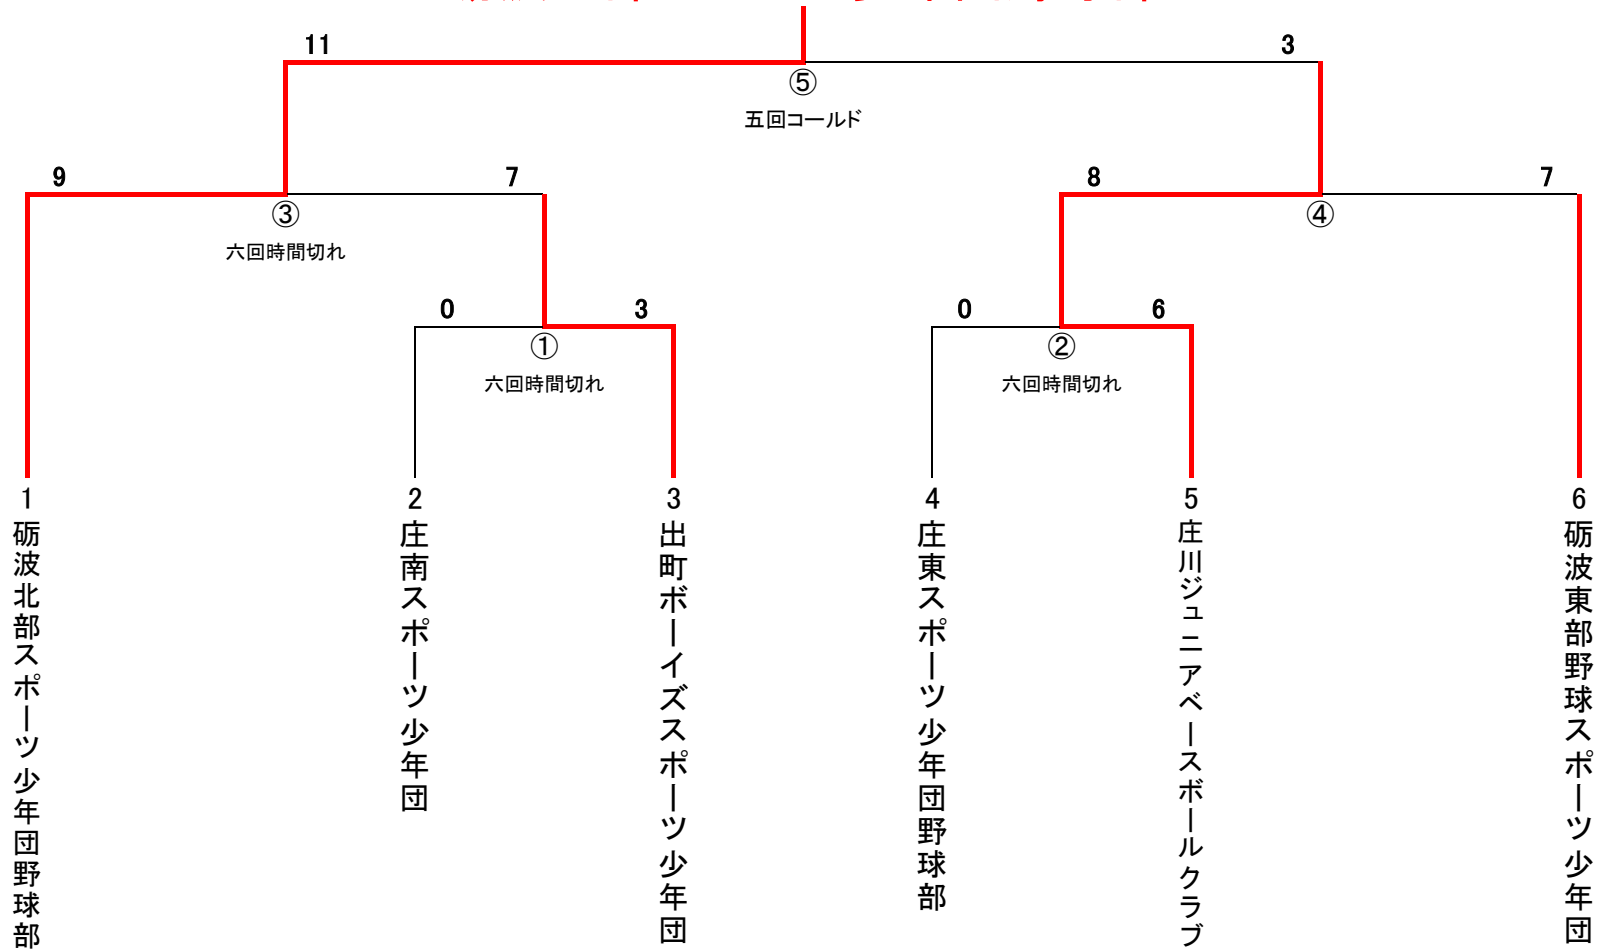 11
3
⑤
五回コールド
9
7
8
7
③
④
六回時間切れ
0
3
0
6
①
②
六回時間切れ
六回時間切れ
1
2
3
4
5
6
砺波北部スポーツ少年団野球部
庄南スポーツ少年団
出町ボーイズスポーツ少年団
庄東スポーツ少年団野球部
庄川ジュニアベースボールクラブ
砺波東部野球スポーツ少年団